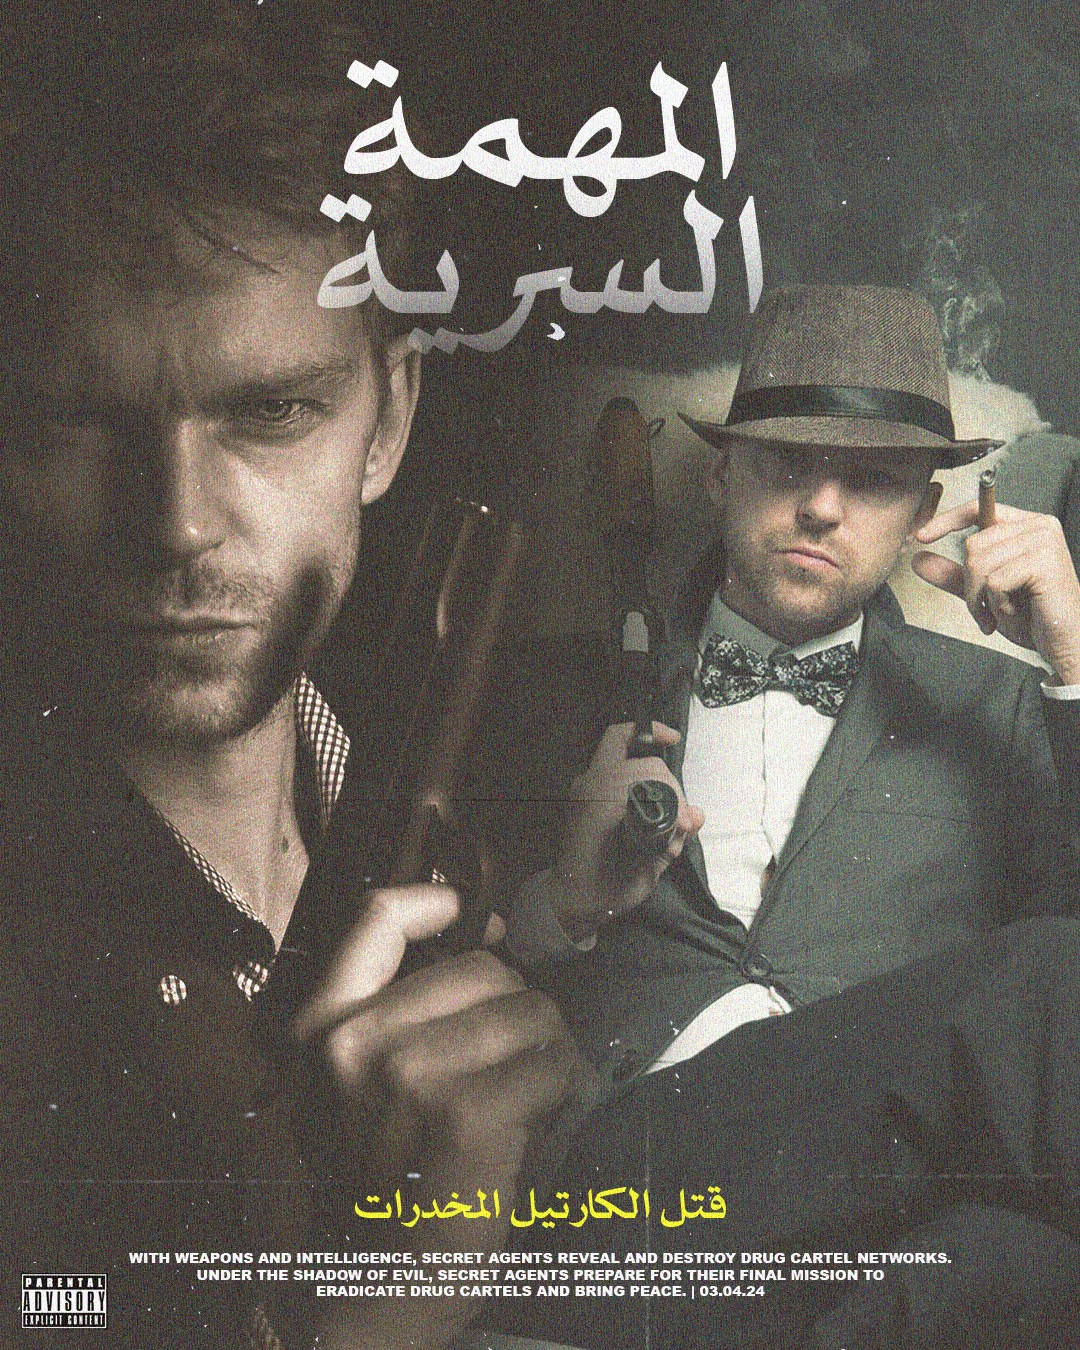 المهمة
السرية
قتل الكارتيل المخدرات
WITH WEAPONS AND INTELLIGENCE, SECRET AGENTS REVEAL AND DESTROY DRUG CARTEL NETWORKS.
UNDER THE SHADOW OF EVIL, SECRET AGENTS PREPARE FOR THEIR FINAL MISSION TO
ERADICATE DRUG CARTELS AND BRING PEACE. | 03.04.24
PARENTAL
ADVISORY
EXPLICIT CONTENT